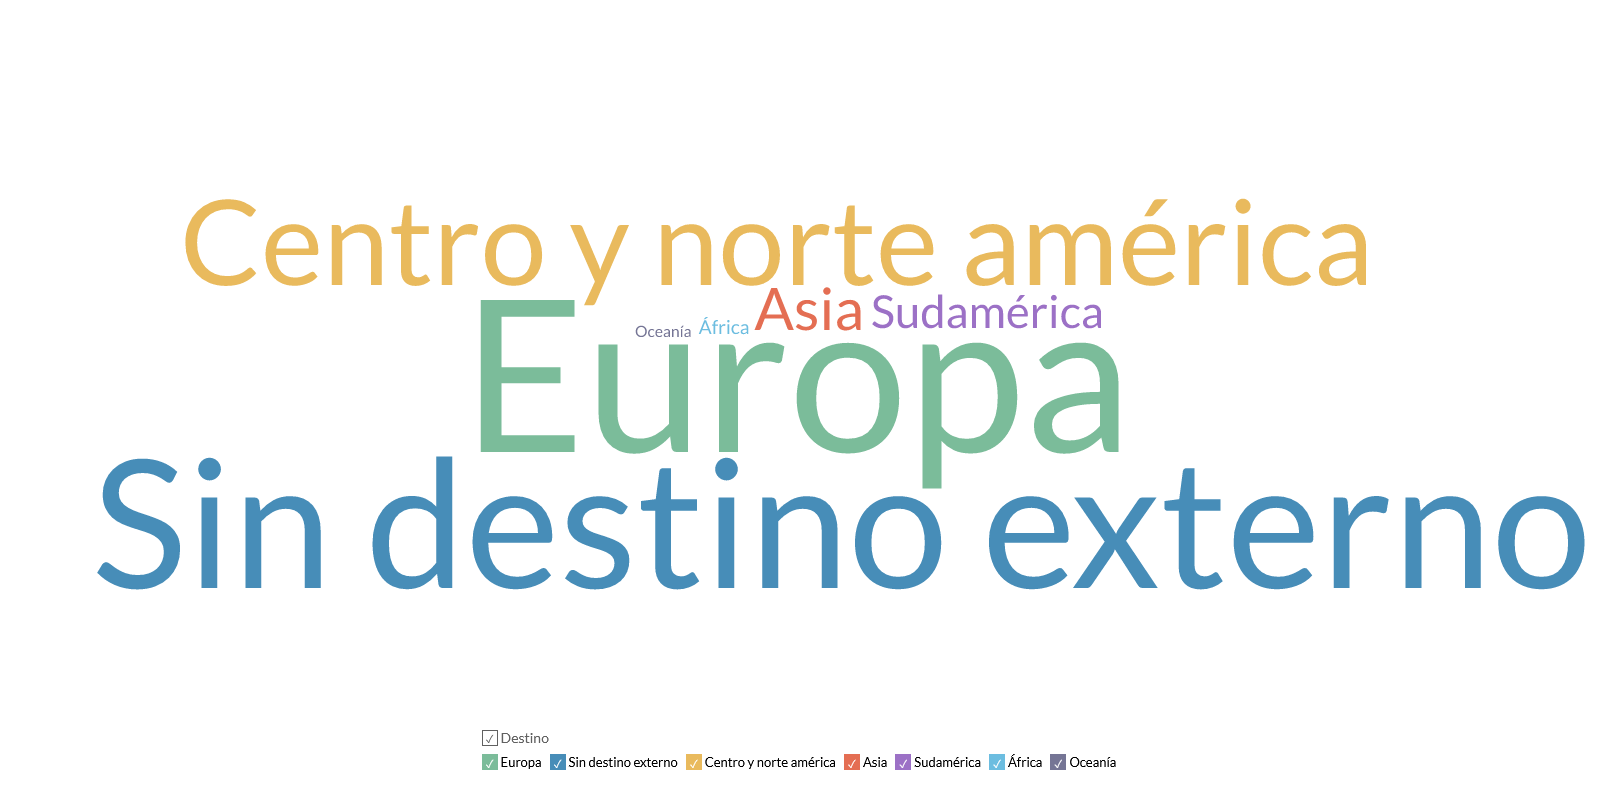 Centro y norte américa
Oceanía África Asia Sudamérica
Europa
Sin destino externo
Destino
Europa Sin destino externo Centro y norte américa Asia Sudamérica África Oceanía